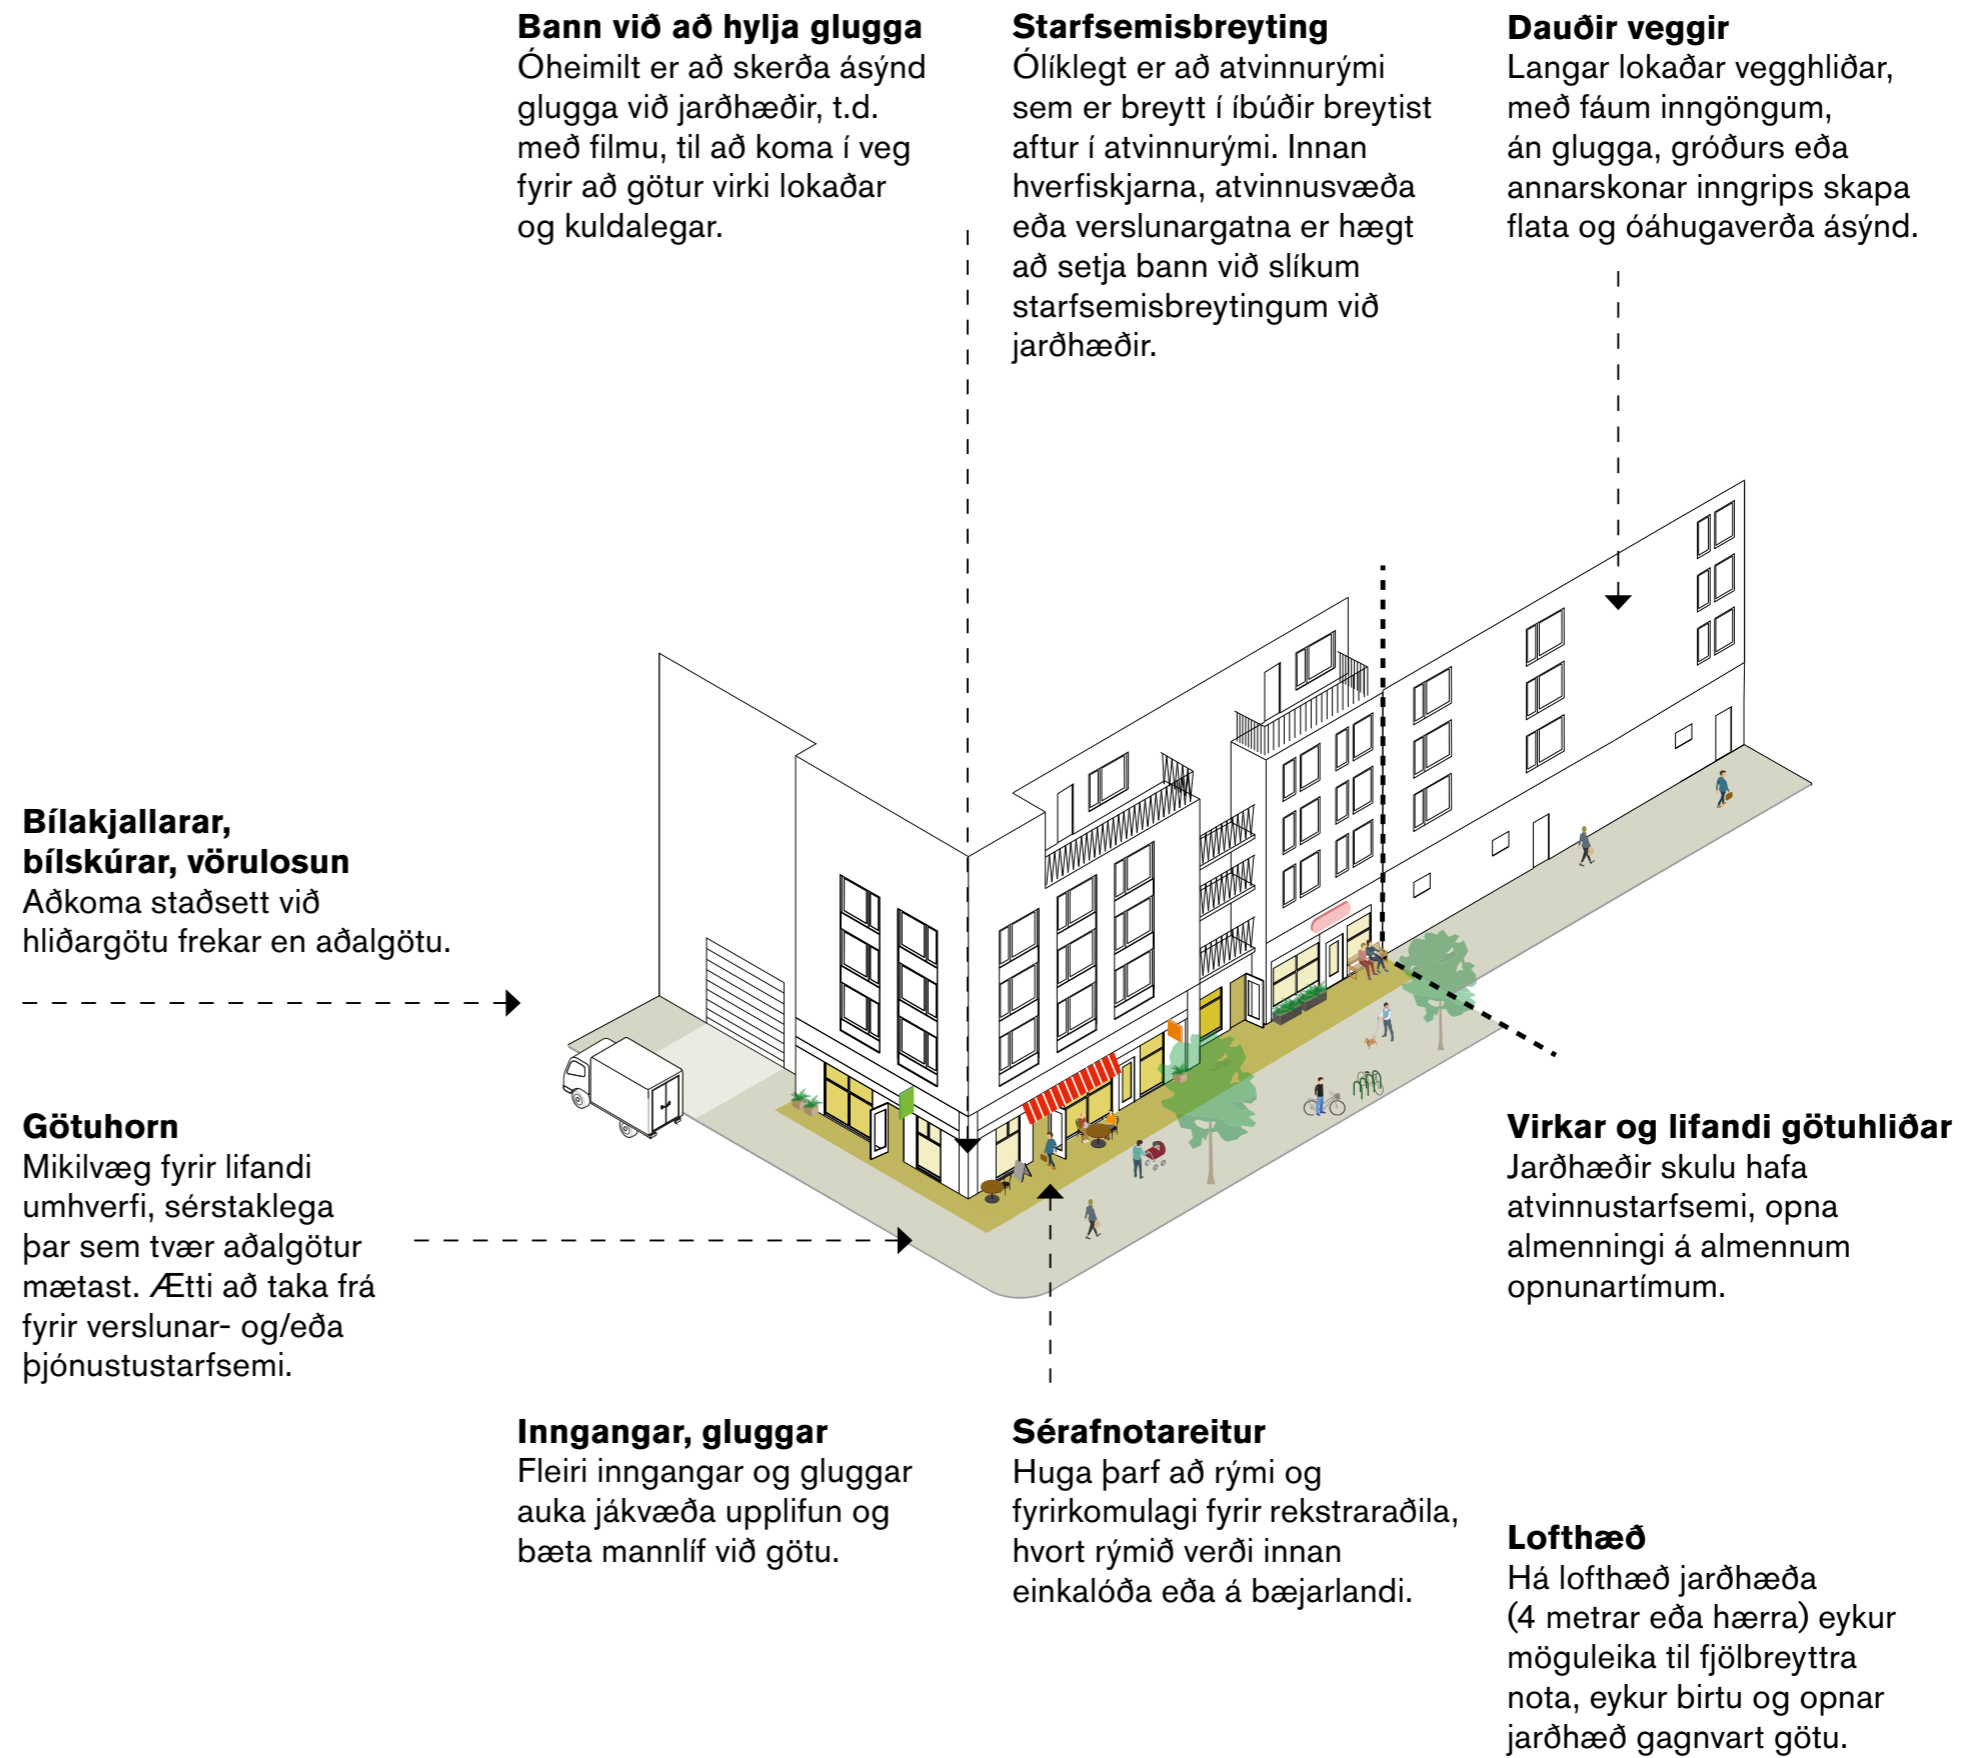 Bann við að hylja glugga
Óheimilt er að skerða ásýnd
glugga við jarðhæðir, t.d.
með filmu, til að koma í veg
fyrir að götur virki lokaðar
og kuldalegar.
Starfsemisbreyting
Ólíklegt er að atvinnurými
sem er breytt í íbúðir breytist
aftur í atvinnurými. Innan
hverfiskjarna, atvinnusvæða
eða verslunargatna er hægt
að setja bann við slíkum
starfsemisbreytingum við
jarðhæðir.
Dauðir veggir
Langar lokaðar vegghliðar,
með fáum inngöngum,
án glugga, gróðurs eða
annarskonar inngrips skapa
flata og óáhugaverða ásýnd.
Bílakjallarar,
bílskúrar, vörulosun
Aðkoma staðsett við
hliðargötu frekar en aðalgötu.
Götuhorn
Mikilvæg fyrir lifandi
umhverfi, sérstaklega
þar sem tvær aðalgötur
mætast. Ætti að taka frá
fyrir verslunar- og/eða
þjónustustarfsemi.
Virkar og lifandi götuhliðar
Jarðhæðir skulu hafa
atvinnustarfsemi, opna
almenningi á almennum
opnunartímum.
Inngangar, gluggar
Fleiri inngangar og gluggar
auka jákvæða upplifun og
bæta mannlíf við götu.
Sérafnotareitur
Huga þarf að rými og
fyrirkomulagi fyrir rekstraraðila,
hvort rýmið verði innan
einkalóða eða á bæjarlandi.
Lofthæð
Há lofthæð jarðhæða
(4 metrar eða hærra) eykur
möguleika til fjölbreyttra
nota, eykur birtu og opnar
jarðhæð gagnvart götu.